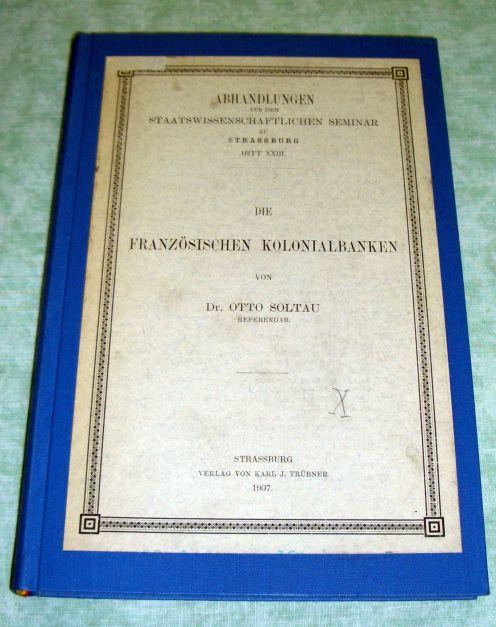 ABHANDLUNGEN
AUS DEM
STAATSWISSENSCHAFTLICHEN SEMINAR
ZU
STRASSBURG
HEFT XXIII.
DIE
FRANZÖSISCHEN KOLONIALBANKEN
VON
Dr. OTTO SOLTAU
REFERENDAR.
X
STRASSBURG
VERLAG VON KARL J. TRÜBNER
1907.